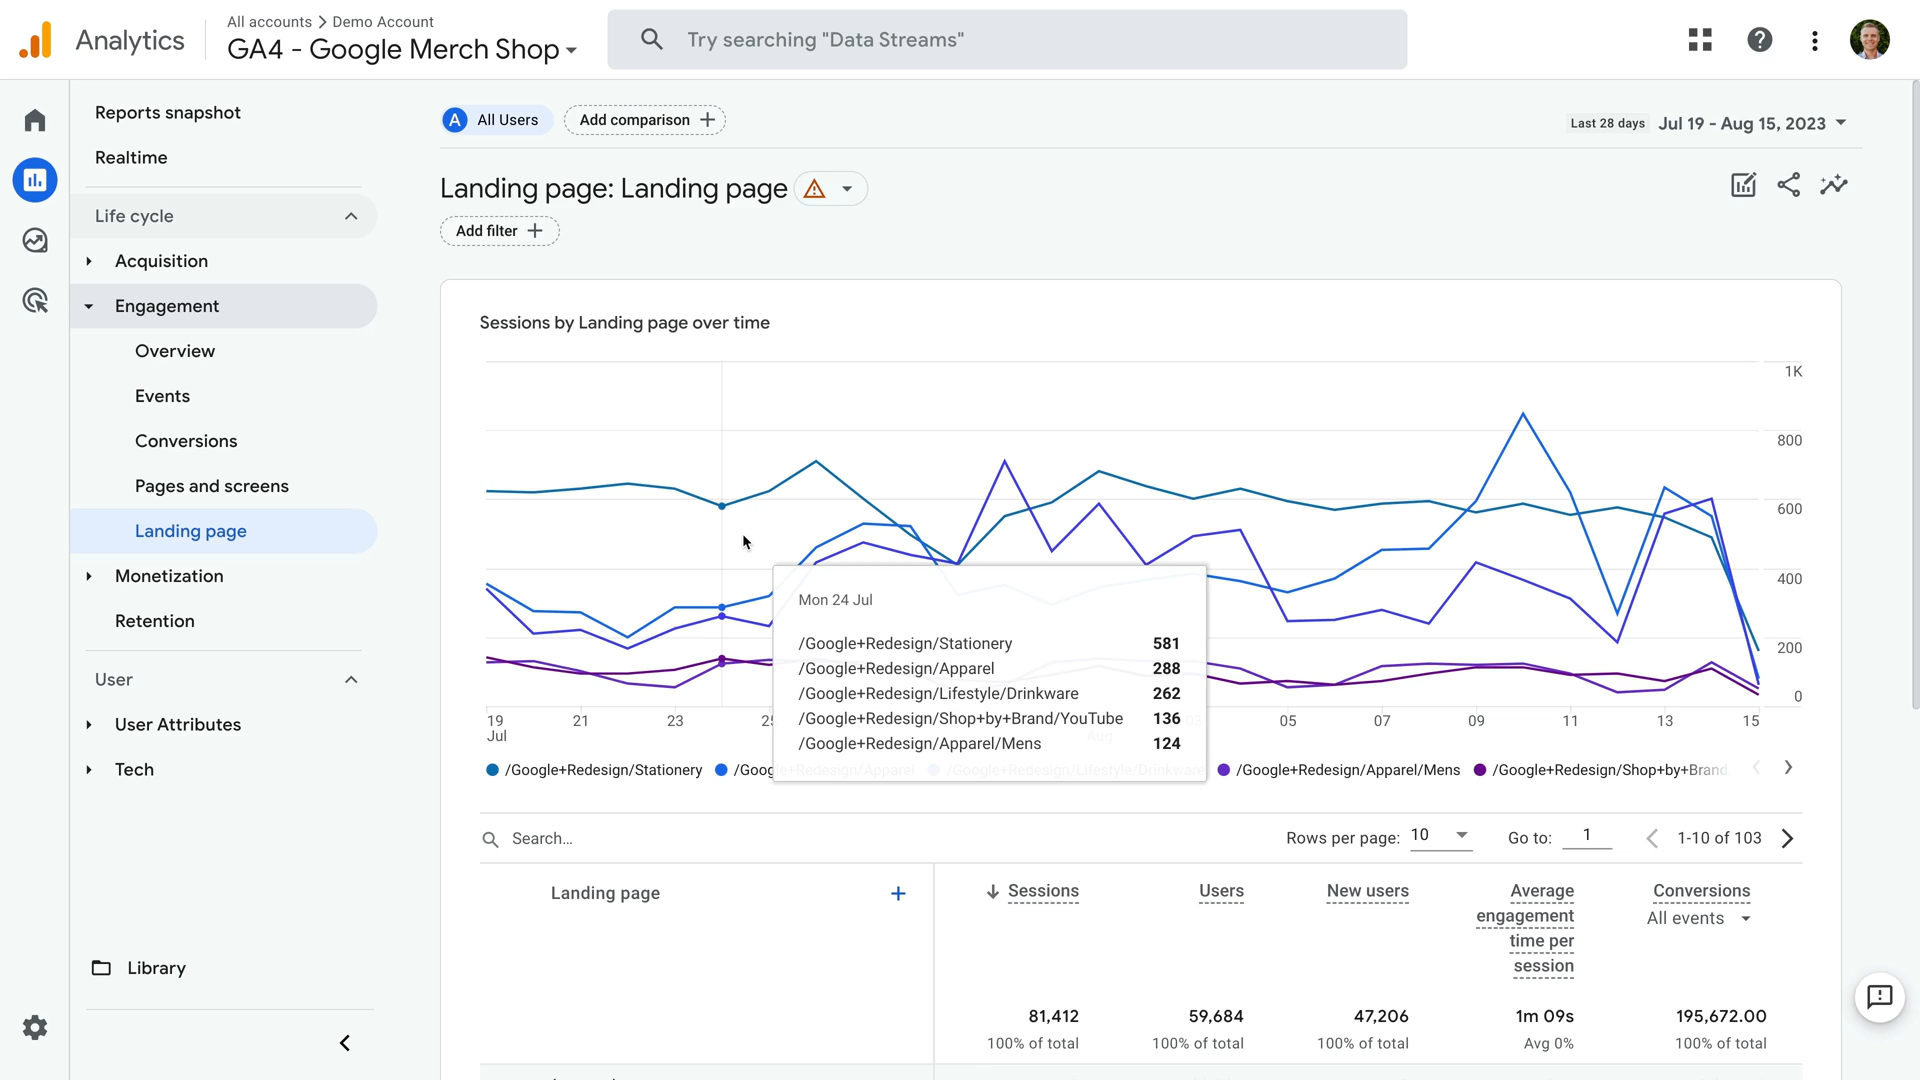 Analytics
All accounts > Demo Account
GA4 - Google Merch Shop
Try searching "Data Streams"
Reports snapshot
Realtime
Life cycle
Acquisition
Engagement
Overview
Events
Conversions
Pages and screens
Landing page
Monetization
Retention
User
User Attributes
Tech
Library
A All Users
Add comparison +
Last 28 days Jul 19 - Aug 15, 2023
Landing page: Landing page
Add filter +
Sessions by Landing page over time
1K
800
600
400
200
0
19 21 23 05 07 09 11 13 15
Jul
Aug
Mon 24 Jul
/Google+Redesign/Stationery 581
/Google+Redesign/Apparel 288
/Google+Redesign/Lifestyle/Drinkware 262
/Google+Redesign/Shop+by+Brand/YouTube 136
/Google+Redesign/Apparel/Mens 124
/Google+Redesign/Stationery /Google+Redesign/Apparel /Google+Redesign/Lifestyle/Drinkware /Google+Redesign/Apparel/Mens /Google+Redesign/Shop+by+Brand
Search...
Rows per page: 10 Go to: 1 1-10 of 103
Landing page +
Sessions
Users
New users
Average
engagement
time per
session
Conversions
All events
81,412 59,684 47,206 1m 09s 195,672.00
100% of total 100% of total 100% of total Avg 0% 100% of total